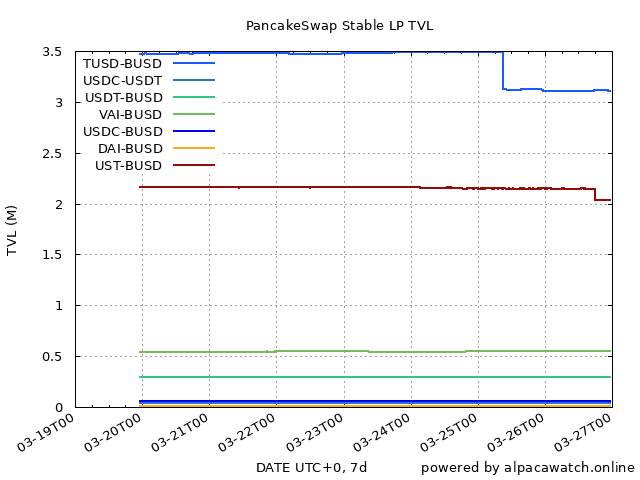 PancakeSwap Stable LP TVL
TVL (M)
3.5
3
2.5
2
1.5
1
0.5
0
TUSD-BUSD
USDC-USDT
USDT-BUSD
VAI-BUSD
USDC-BUSD
DAI-BUSD
UST-BUSD
03-19T00
03-20T00
03-21T00
03-22T00
03-23T00
03-24T00
03-25T00
03-26T00
03-27T00
DATE UTC+0, 7d
powered by alpacawatch.online